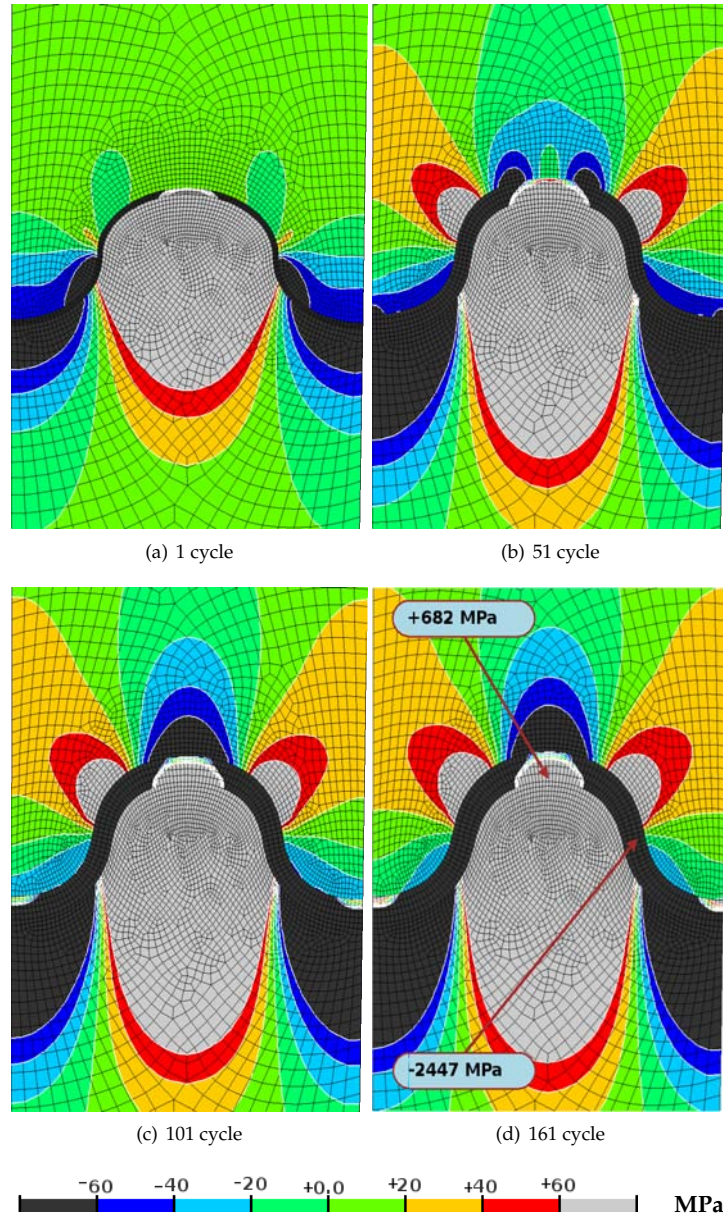 (a) 1 cycle
(b) 51 cycle
+682 MPa
-2447 MPa
(c) 101 cycle
(d) 161 cycle
-60 -40 -20 +0.0 +20 +40 +60
MPa